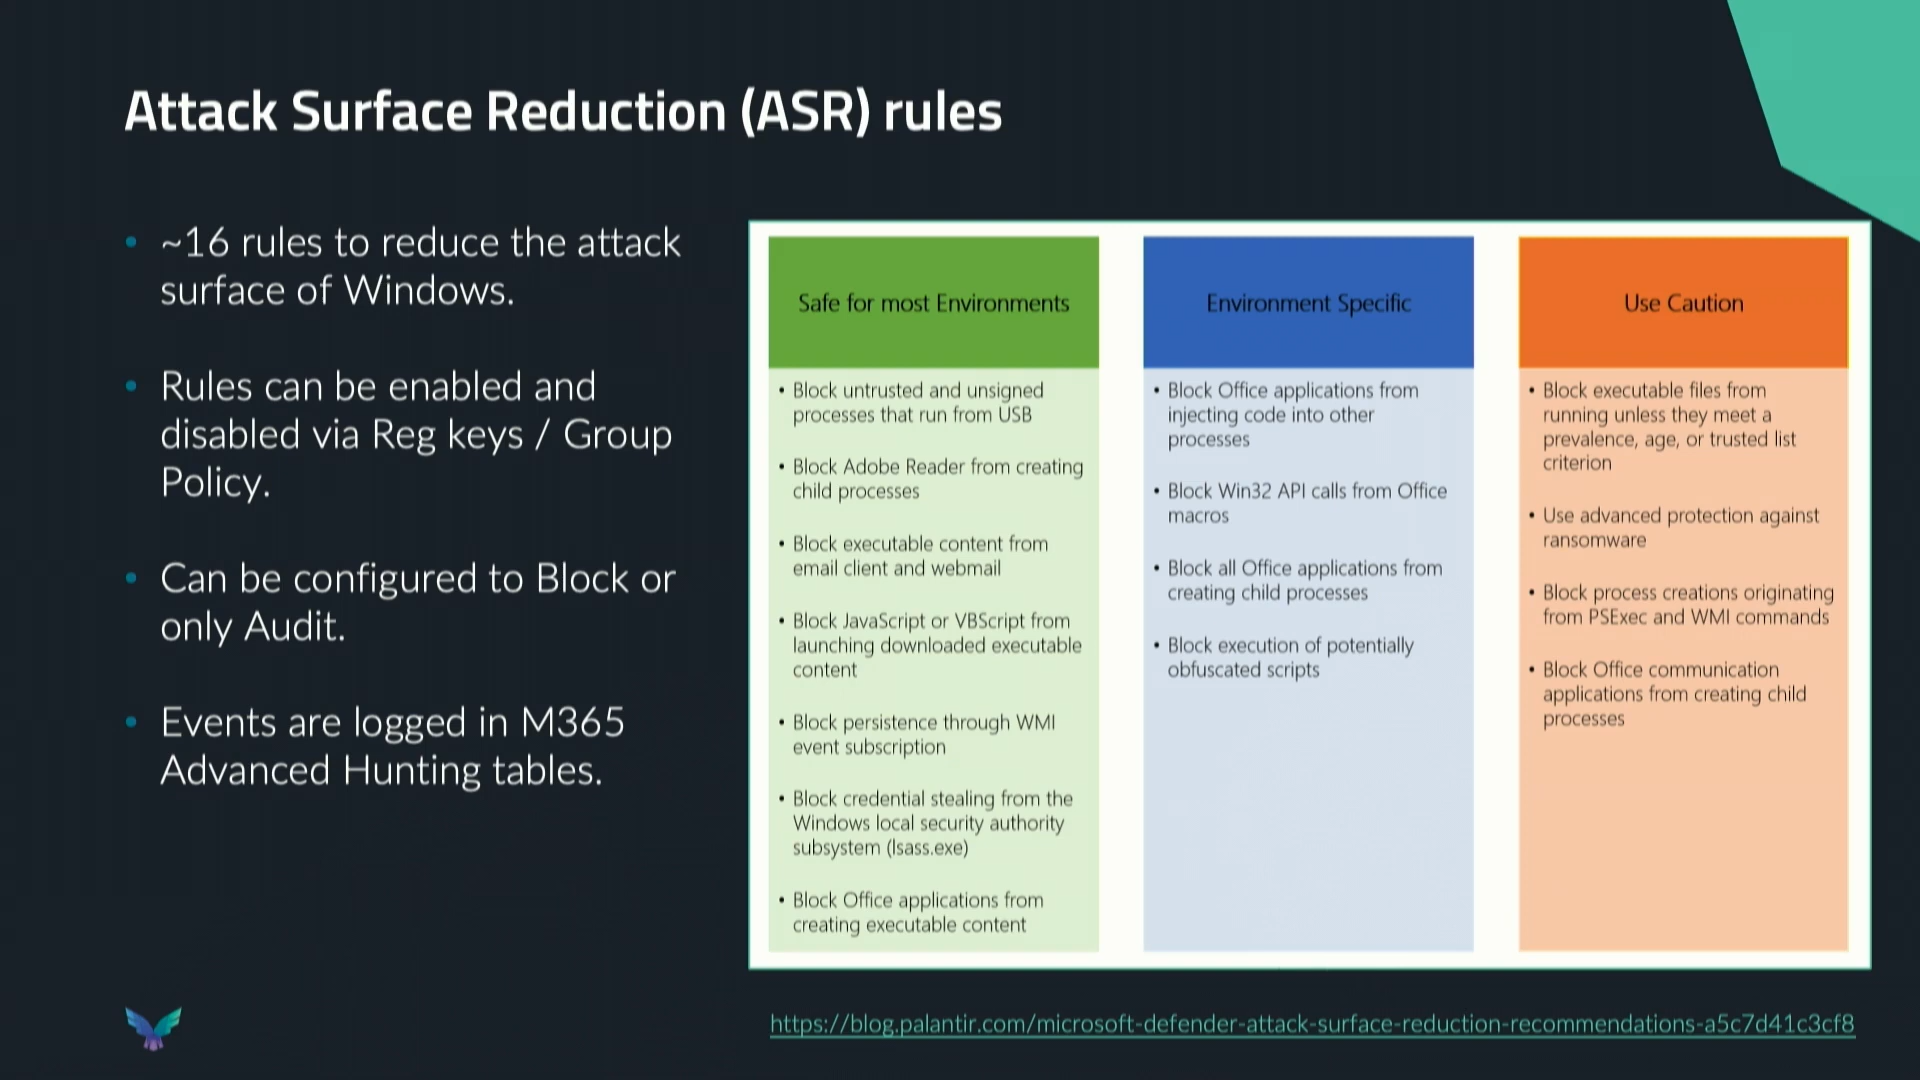 Attack Surface Reduction (ASR) rules
• ~16 rules to reduce the attack
surface of Windows.
• Rules can be enabled and
disabled via Reg keys / Group
Policy.
• Can be configured to Block or
only Audit.
• Events are logged in M365
Advanced Hunting tables.
Safe for most Environments
• Block untrusted and unsigned
processes that run from USB
• Block Adobe Reader from creating
child processes
• Block executable content from
email client and webmail
• Block JavaScript or VBScript from
launching downloaded executable
content
• Block persistence through WMI
event subscription
• Block credential stealing from the
Windows local security authority
subsystem (lsass.exe)
• Block Office applications from
creating executable content
Environment Specific
• Block Office applications from
injecting code into other
processes
• Block Win32 API calls from Office
macros
• Block all Office applications from
creating child processes
• Block execution of potentially
obfuscated scripts
Use Caution
• Block executable files from
running unless they meet a
prevalence, age, or trusted list
criterion
• Use advanced protection against
ransomware
• Block process creations originating
from PSExec and WMI commands
• Block Office communication
applications from creating child
processes
https://blog.palantir.com/microsoft-defender-attack-surface-reduction-recommendations-a5c7d41c3cf8